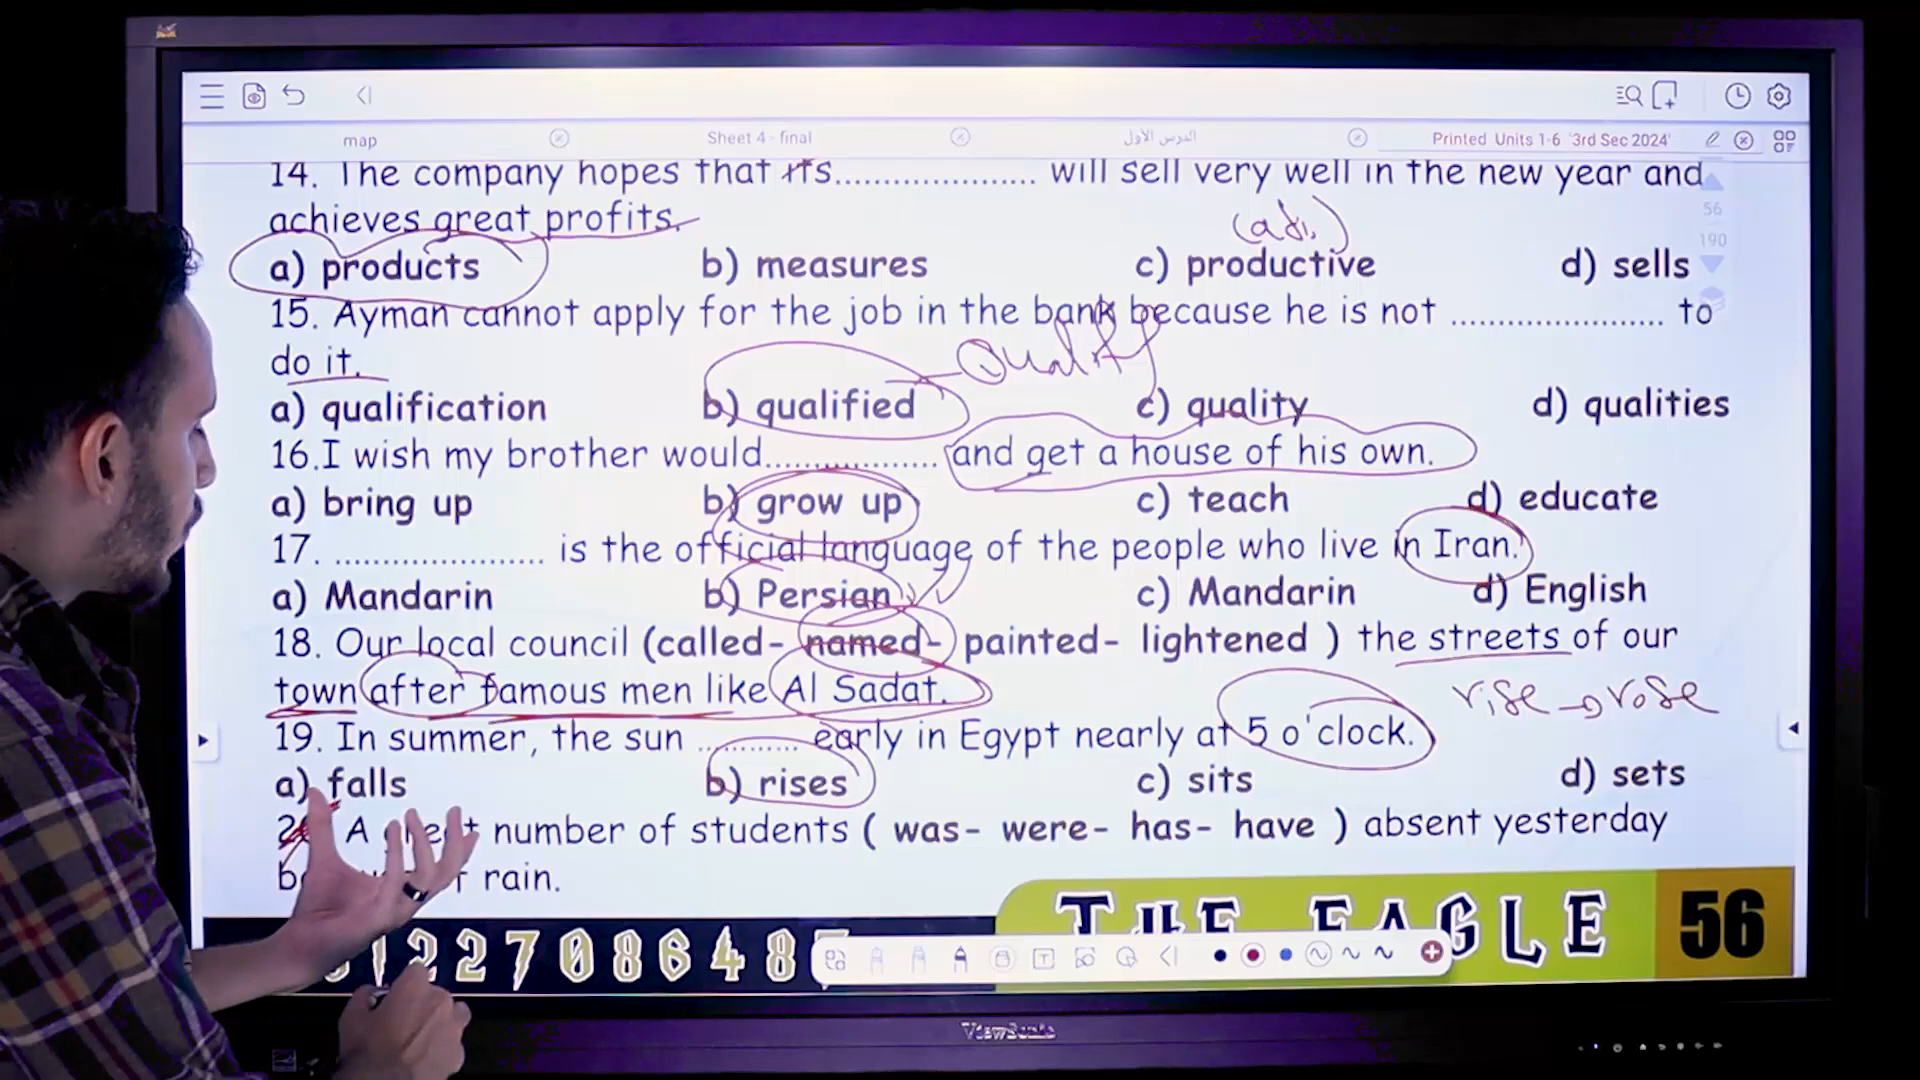 map
Sheet 4 - final
الدرس الأول
Printed Units 1-6 '3rd Sec 2024'
14. The company hopes that its..................... will sell very well in the new year and
achieves great profits.
56
190
(adj.)
a) products b) measures c) productive d) sells
15. Ayman cannot apply for the job in the bank because he is not ...................... to
do it.
Qualify
a) qualification b) qualified c) quality d) qualities
16.I wish my brother would.................. and get a house of his own.
a) bring up b) grow up c) teach d) educate
17. ...................... is the official language of the people who live in Iran.
a) Mandarin b) Persian c) Mandarin d) English
18. Our local council (called- named- painted- lightened ) the streets of our
town after famous men like Al Sadat.
rise → rose
19. In summer, the sun ........... early in Egypt nearly at 5 o'clock.
a) falls b) rises c) sits d) sets
A number of students ( was- were- has- have ) absent yesterday
rain.
THE EAGLE 56
122708648
ViewSonic